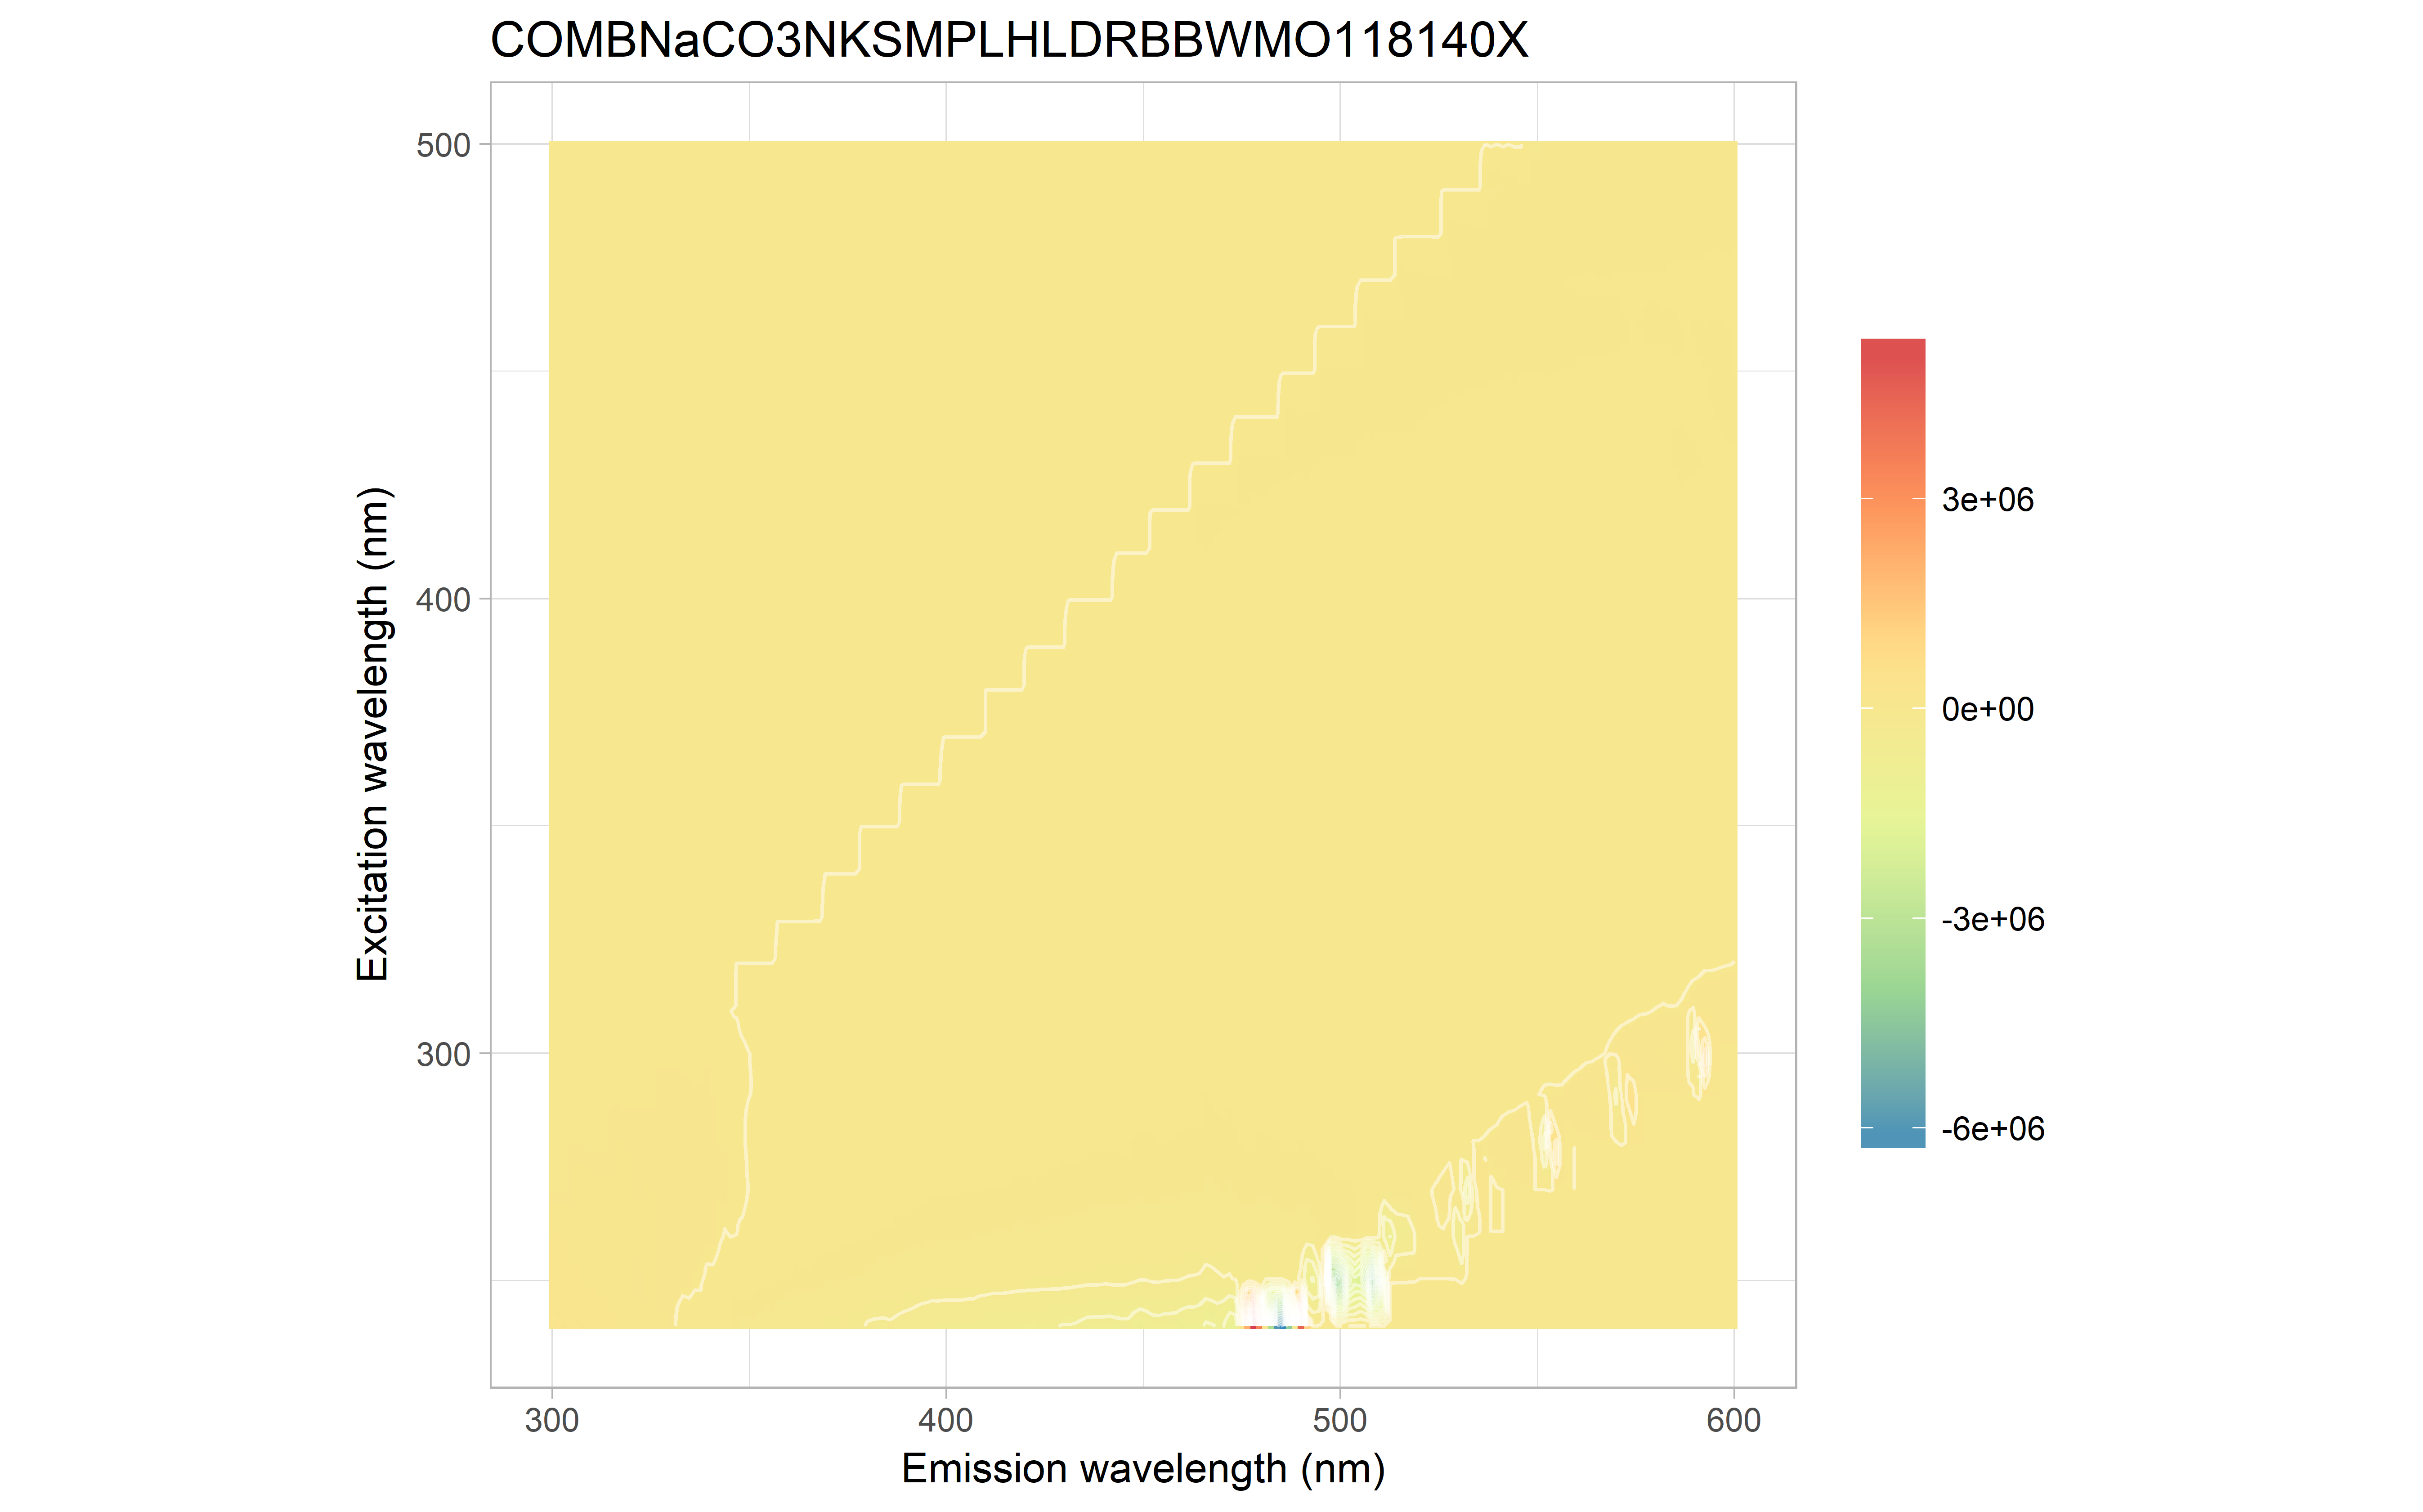 COMBNaCO3NKSMPLHLDRBBWMO118140X
500
400
300
Excitation wavelength (nm)
300 400 500 600
Emission wavelength (nm)
3e+06
0e+00
-3e+06
-6e+06